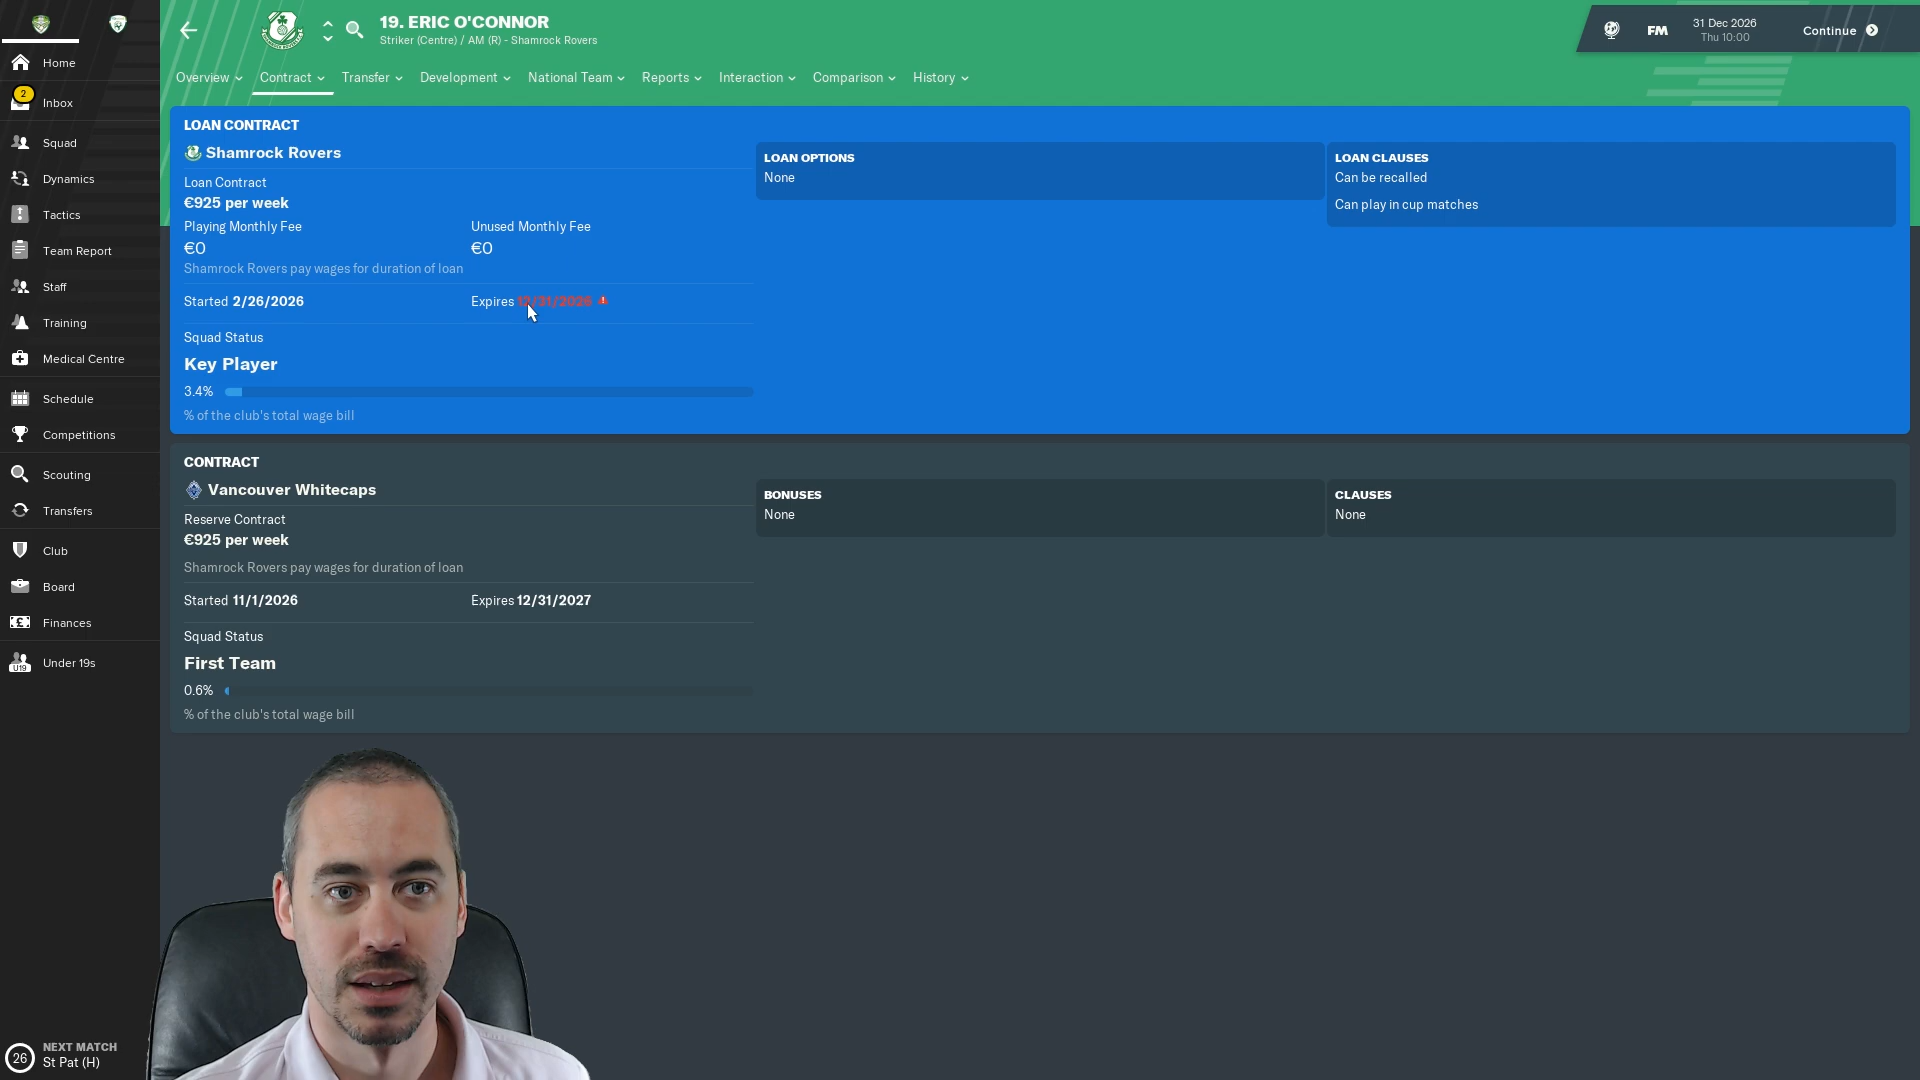 19. ERIC O'CONNOR
Striker (Centre) / AM (R) - Shamrock Rovers
FM
31 Dec 2026
Thu 10:00
Continue
Overview
Contract
Transfer
Development
National Team
Reports
Interaction
Comparison
History
Home
2
Inbox
Squad
Dynamics
Tactics
Team Report
Staff
Training
Medical Centre
Schedule
Competitions
Scouting
Transfers
Club
Board
Finances
U19
Under 19s
26
NEXT MATCH
St Pat (H)
LOAN CONTRACT
Shamrock Rovers
Loan Contract
€925 per week
Playing Monthly Fee
€0
Unused Monthly Fee
€0
Shamrock Rovers pay wages for duration of loan
Started 2/26/2026
Expires 12/31/2026
Squad Status
Key Player
3.4%
% of the club's total wage bill
LOAN OPTIONS
None
LOAN CLAUSES
Can be recalled
Can play in cup matches
CONTRACT
Vancouver Whitecaps
Reserve Contract
€925 per week
Shamrock Rovers pay wages for duration of loan
Started 11/1/2026
Expires 12/31/2027
Squad Status
First Team
0.6%
% of the club's total wage bill
BONUSES
None
CLAUSES
None